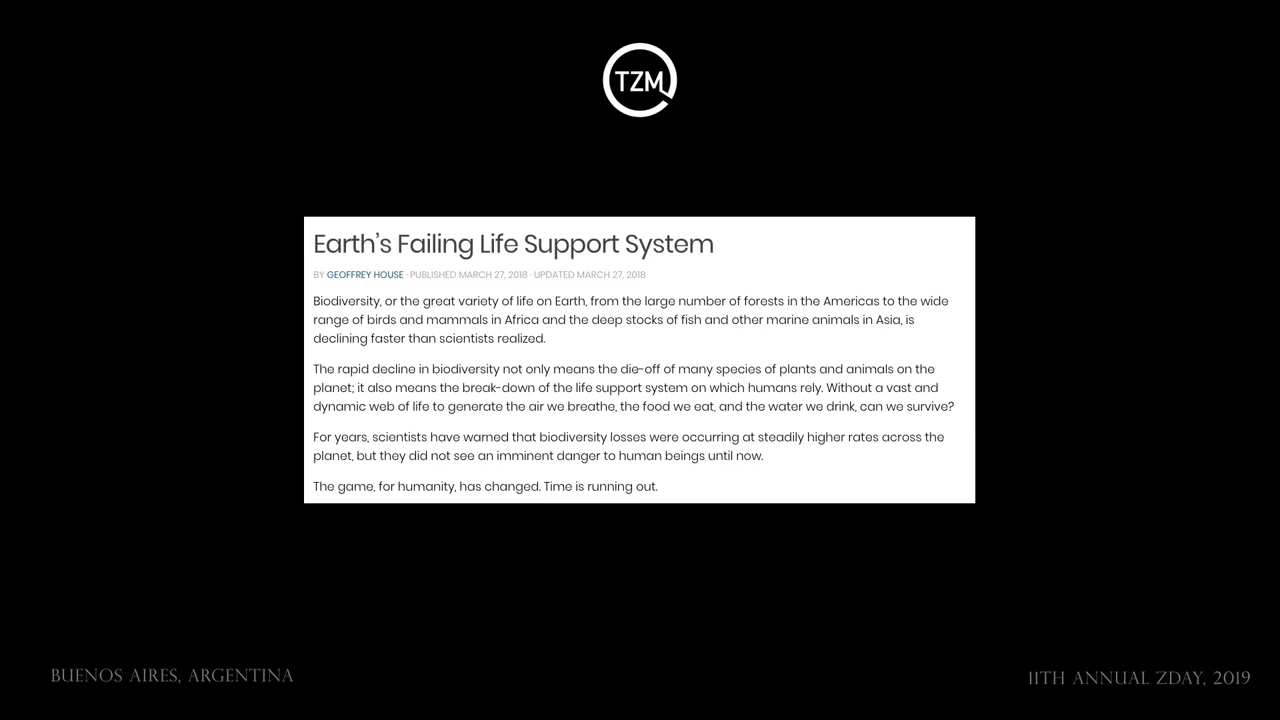 TZM
Earth's Failing Life Support System
BY GEOFFREY HOUSE · PUBLISHED MARCH 27, 2018 · UPDATED MARCH 27, 2018
Biodiversity, or the great variety of life on Earth, from the large number of forests in the Americas to the wide
range of birds and mammals in Africa and the deep stocks of fish and other marine animals in Asia, is
declining faster than scientists realized.
The rapid decline in biodiversity not only means the die-off of many species of plants and animals on the
planet; it also means the break-down of the life support system on which humans rely. Without a vast and
dynamic web of life to generate the air we breathe, the food we eat, and the water we drink, can we survive?
For years, scientists have warned that biodiversity losses were occurring at steadily higher rates across the
planet, but they did not see an imminent danger to human beings until now.
The game, for humanity, has changed. Time is running out.
BUENOS AIRES, ARGENTINA
11TH ANNUAL ZDAY, 2019